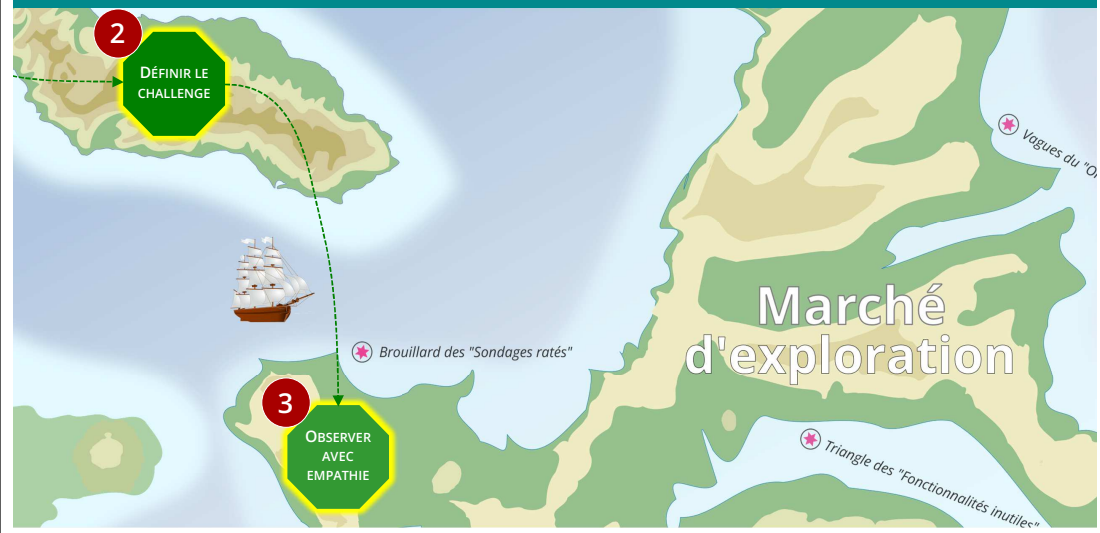 2
DÉFINIR LE
CHALLENGE
Vagues du "O
Marché
d'exploration
Brouillard des "Sondages ratés"
3
OBSERVER
AVEC
EMPATHIE
Triangle des "Fonctionnalités inutiles"